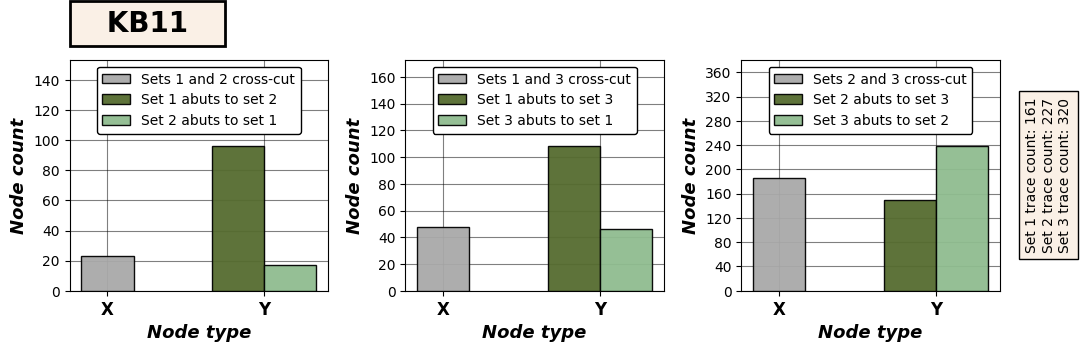 KB11
Node count
140
120
100
80
60
40
20
0
Sets 1 and 2 cross-cut
Set 1 abuts to set 2
Set 2 abuts to set 1
X
Y
Node type
Node count
160
140
120
100
80
60
40
20
0
Sets 1 and 3 cross-cut
Set 1 abuts to set 3
Set 3 abuts to set 1
X
Y
Node type
Node count
360
320
280
240
200
160
120
80
40
0
Sets 2 and 3 cross-cut
Set 2 abuts to set 3
Set 3 abuts to set 2
X
Y
Node type
Set 1 trace count: 161
Set 2 trace count: 227
Set 3 trace count: 320